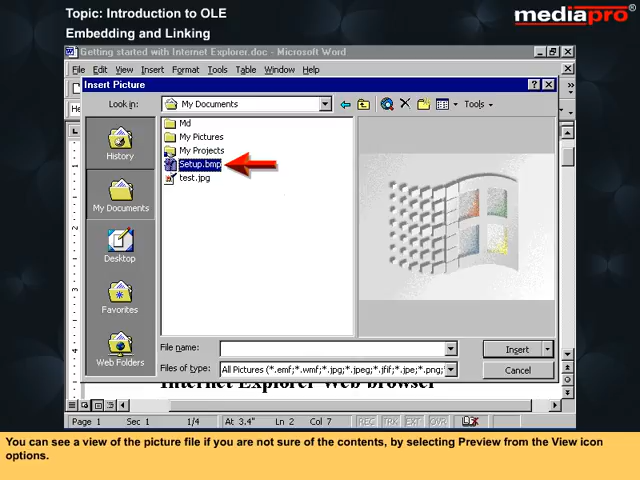 Topic: Introduction to OLE
mediapro®
Embedding and Linking
Getting started with Internet Explorer.doc - Microsoft Word
File Edit View Insert Format Tools Table Window Help
Insert Picture
Look in: My Documents Tools
History
My Documents
Desktop
Favorites
Web Folders
Md
My Pictures
My Projects
Setup.bmp
test.jpg
File name: Insert
Files of type: All Pictures (*.emf;*.wmf;*.jpg;*.jpeg;*.jfif;*.jpe;*.png; Cancel
Internet Explorer Web browser
Page 1 Sec 1 1/4 At 3.4" Ln 2 Col 7 REC TRK EXT OVR
You can see a view of the picture file if you are not sure of the contents, by selecting Preview from the View icon
options.